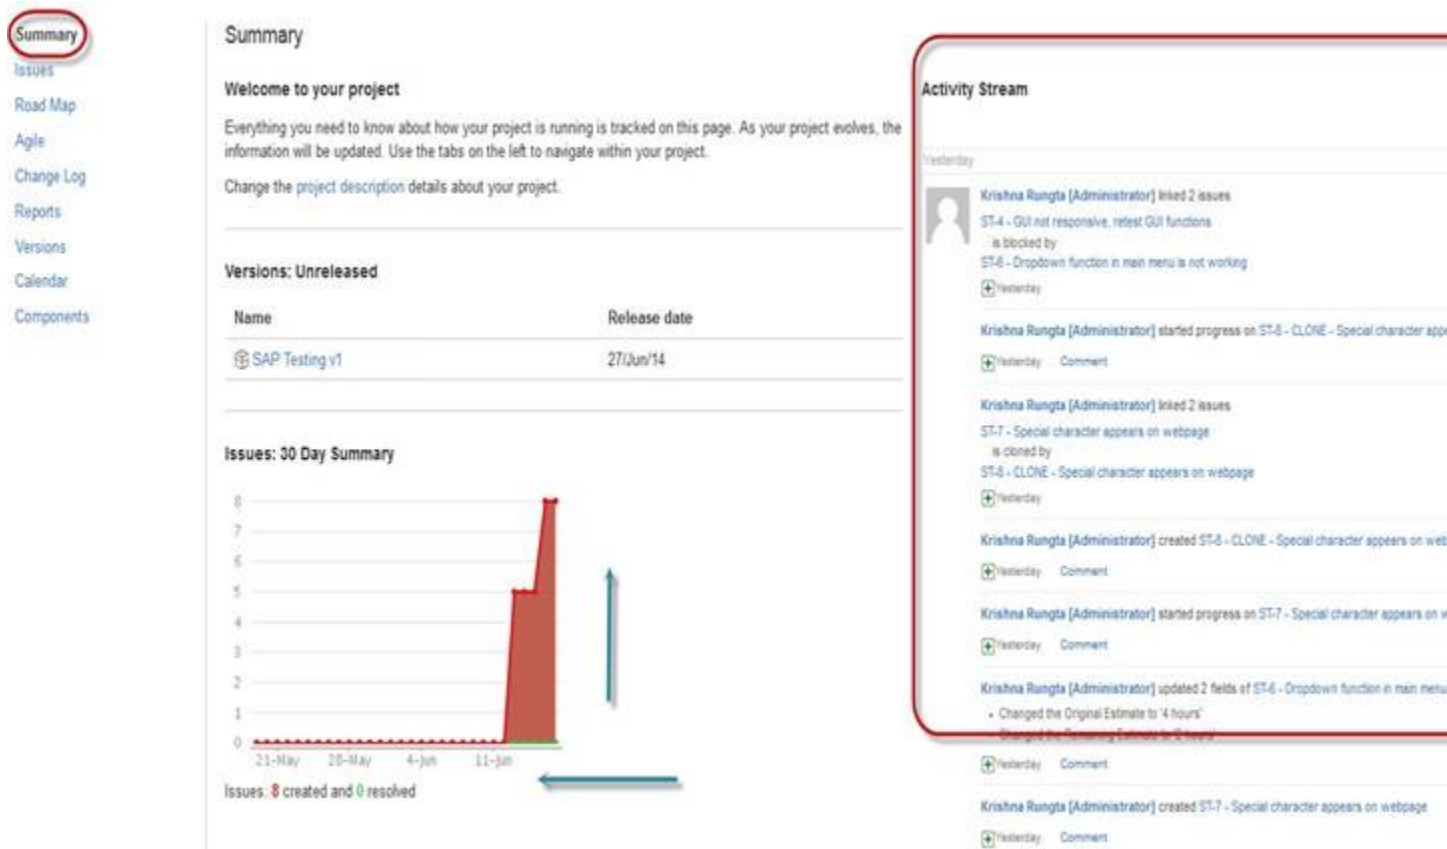 Summary
Issues
Road Map
Agile
Change Log
Reports
Versions
Calendar
Components
Summary
Welcome to your project
Everything you need to know about how your project is running is tracked on this page. As your project evolves, the
information will be updated. Use the tabs on the left to navigate within your project.
Change the project description details about your project.
Versions: Unreleased
Name Release date
SAP Testing v1 27/Jun/14
Issues: 30 Day Summary
8
7
6
5
4
3
2
1
0
21-May 28-May 4-Jun 11-Jun
Issues: 8 created and 0 resolved
Activity Stream
Yesterday
Krishna Rungta [Administrator] linked 2 issues
ST-4 - GUI not responsive, retest GUI functions
is blocked by
ST-6 - Dropdown function in main menu is not working
Yesterday
Krishna Rungta [Administrator] started progress on ST-8 - CLONE - Special character appe
Yesterday Comment
Krishna Rungta [Administrator] linked 2 issues
ST-7 - Special character appears on webpage
is cloned by
ST-8 - CLONE - Special character appears on webpage
Yesterday
Krishna Rungta [Administrator] created ST-8 - CLONE - Special character appears on web
Yesterday Comment
Krishna Rungta [Administrator] started progress on ST-7 - Special character appears on w
Yesterday Comment
Krishna Rungta [Administrator] updated 2 fields of ST-6 - Dropdown function in main menu
• Changed the Original Estimate to '4 hours'
• Changed the Remaining Estimate to '2 hours'
Yesterday Comment
Krishna Rungta [Administrator] created ST-7 - Special character appears on webpage
Yesterday Comment